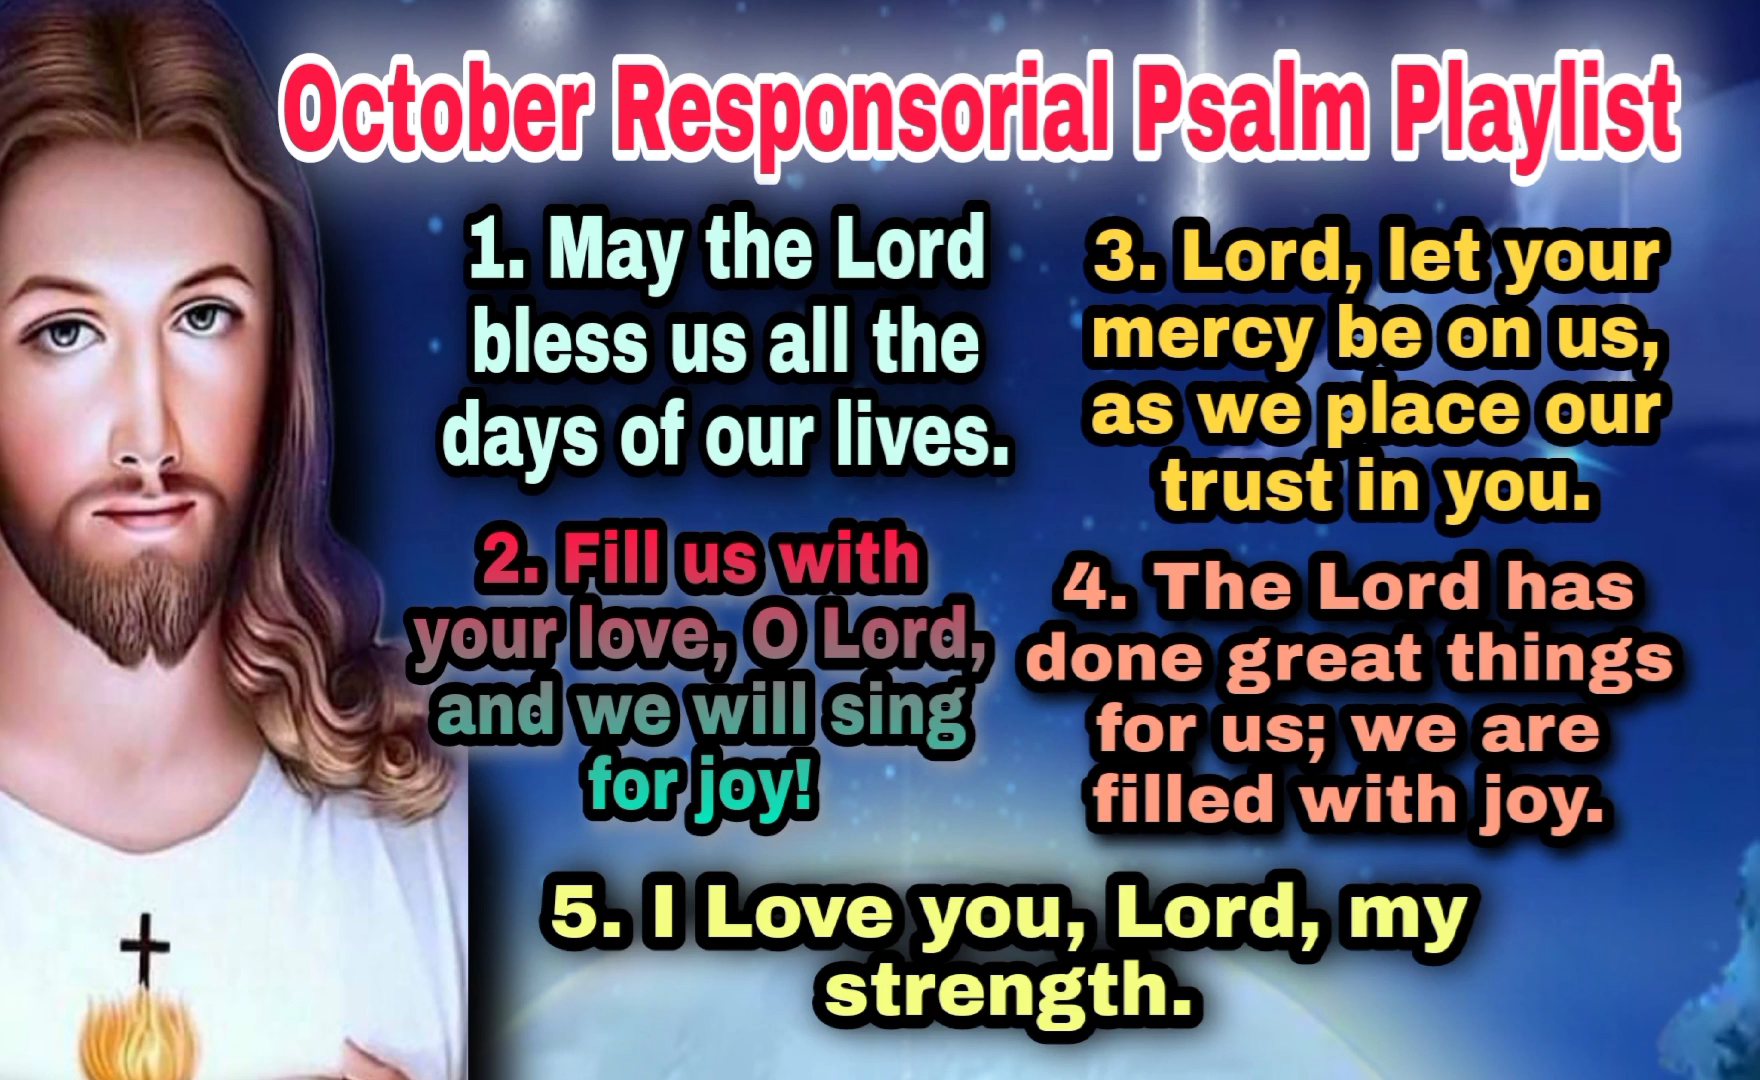 October Responsorial Psalm Playlist
1. May the Lord
bless us all the
days of our lives.
2. Fill us with
your love, O Lord,
and we will sing
for joy!
3. Lord, let your
mercy be on us,
as we place our
trust in you.
4. The Lord has
done great things
for us; we are
filled with joy.
5. I Love you, Lord, my
strength.